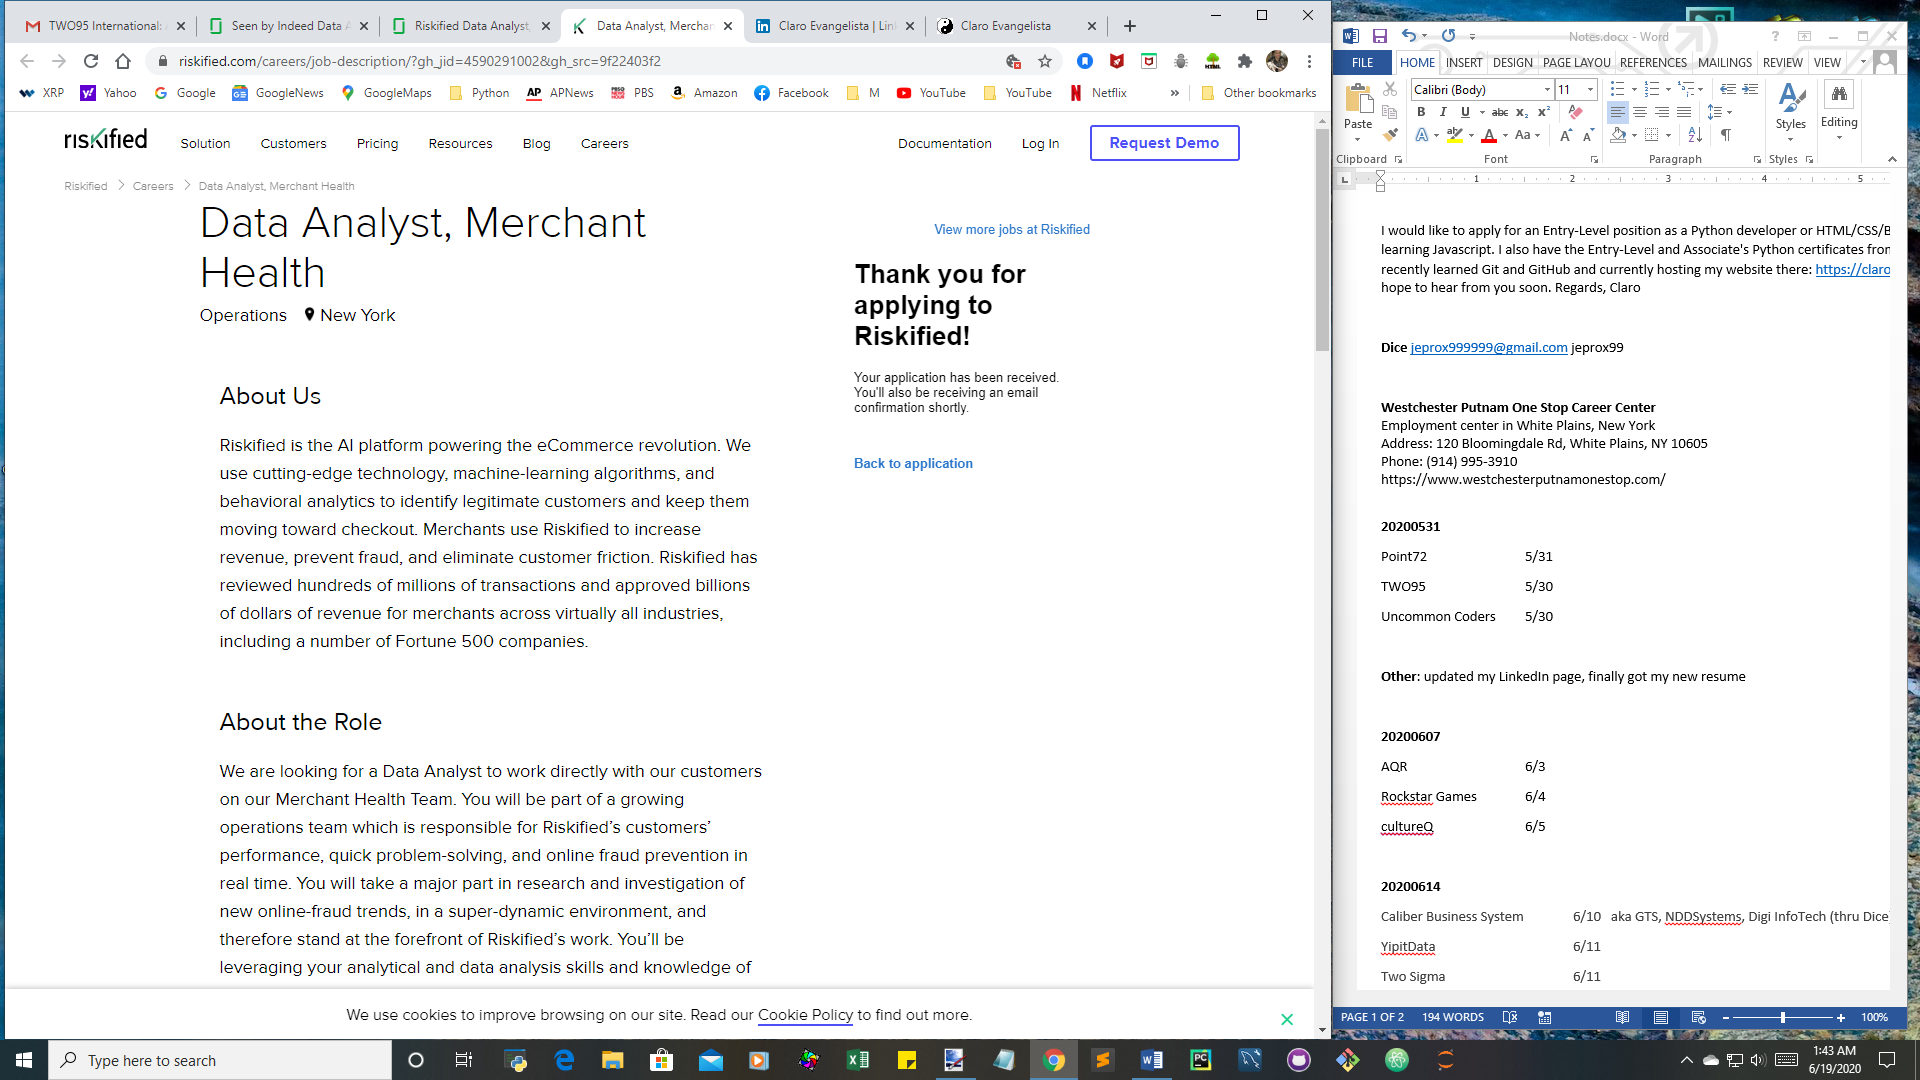 TWO95 International:
Seen by Indeed Data A
Riskified Data Analyst,
Data Analyst, Merchan
Claro Evangelista | Lin
Claro Evangelista
riskified.com/careers/job-description/?gh_jid=4590291002&gh_src=9f22403f2
XRP
Yahoo
Google
GoogleNews
GoogleMaps
Python
APNews
PBS
Amazon
Facebook
M
YouTube
YouTube
Netflix
»
Other bookmarks
riskified
Solution
Customers
Pricing
Resources
Blog
Careers
Documentation
Log In
Request Demo
Riskified > Careers > Data Analyst, Merchant Health
Data Analyst, Merchant
Health
Operations New York
About Us
Riskified is the AI platform powering the eCommerce revolution. We
use cutting-edge technology, machine-learning algorithms, and
behavioral analytics to identify legitimate customers and keep them
moving toward checkout. Merchants use Riskified to increase
revenue, prevent fraud, and eliminate customer friction. Riskified has
reviewed hundreds of millions of transactions and approved billions
of dollars of revenue for merchants across virtually all industries,
including a number of Fortune 500 companies.
About the Role
We are looking for a Data Analyst to work directly with our customers
on our Merchant Health Team. You will be part of a growing
operations team which is responsible for Riskified's customers'
performance, quick problem-solving, and online fraud prevention in
real time. You will take a major part in research and investigation of
new online-fraud trends, in a super-dynamic environment, and
therefore stand at the forefront of Riskified's work. You'll be
leveraging your analytical and data analysis skills and knowledge of
View more jobs at Riskified
Thank you for
applying to
Riskified!
Your application has been received.
You'll also be receiving an email
confirmation shortly.
Back to application
We use cookies to improve browsing on our site. Read our Cookie Policy to find out more.
Notes.docx - Word
FILE
HOME
INSERT
DESIGN
PAGE LAYOU
REFERENCES
MAILINGS
REVIEW
VIEW
Calibri (Body)
11
Paste
Styles
Editing
Clipboard
Font
Paragraph
Styles
1 2 3 4 5
I would like to apply for an Entry-Level position as a Python developer or HTML/CSS/B
learning Javascript. I also have the Entry-Level and Associate's Python certificates fron
recently learned Git and GitHub and currently hosting my website there: https://claro
hope to hear from you soon. Regards, Claro
Dice jeprox999999@gmail.com jeprox99
Westchester Putnam One Stop Career Center
Employment center in White Plains, New York
Address: 120 Bloomingdale Rd, White Plains, NY 10605
Phone: (914) 995-3910
https://www.westchesterputnamonestop.com/
20200531
Point72 5/31
TWO95 5/30
Uncommon Coders 5/30
Other: updated my LinkedIn page, finally got my new resume
20200607
AQR 6/3
Rockstar Games 6/4
cultureQ 6/5
20200614
Caliber Business System 6/10 aka GTS, NDDSystems, Digi InfoTech (thru Dice
YipitData 6/11
Two Sigma 6/11
PAGE 1 OF 2
194 WORDS
100%
Type here to search
1:43 AM
6/19/2020